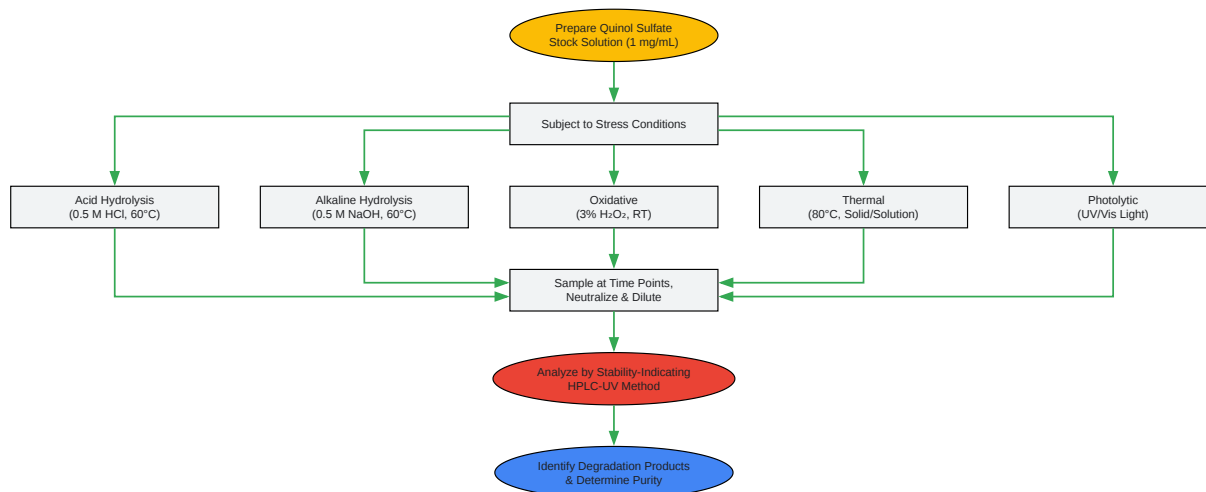 Prepare Quinol Sulfate
Stock Solution (1 mg/mL)
Subject to Stress Conditions
Acid Hydrolysis
(0.5 M HCl, 60°C)
Alkaline Hydrolysis
(0.5 M NaOH, 60°C)
Oxidative
(3% H₂O₂, RT)
Thermal
(80°C, Solid/Solution)
Photolytic
(UV/Vis Light)
Sample at Time Points,
Neutralize & Dilute
Analyze by Stability-Indicating
HPLC-UV Method
Identify Degradation Products
& Determine Purity